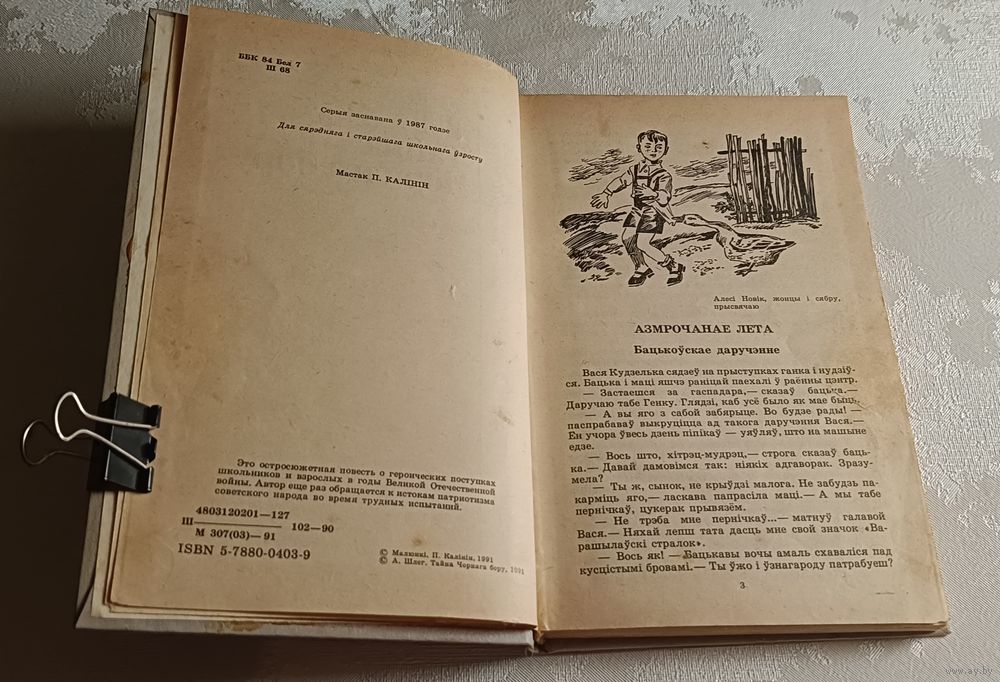 ББК 84 Бел 7
Ш 68
Серыя заснавана ў 1987 годзе
Для сярэдняга і старэйшага школьнага ўзросту
Мастак П. КАЛІНІН
Это остросюжетная повесть о героических поступках
школьников и взрослых в годы Великой Отечественной
войны. Автор еще раз обращается к истокам патриотизма
советского народа во время трудных испытаний.
4803120201—127
Ш 102—90
М 307(03)—91
ISBN 5-7880-0403-9
© Малюнкі, П. Калінін, 1991
© А. Шлег. Тайна Чорнага бору, 1991
Алесі Новік, жонцы і сябру,
прысвячаю
АЗМРОЧАНАЕ ЛЕТА
Бацькоўскае даручэнне
Вася Кудзелька сядзеў на прыступках ганка і нудзіў-
ся. Бацька і маці яшчэ раніцай паехалі ў раённы цэнтр.
— Застаешся за гаспадара,— сказаў бацька.—
Даручаю табе Генку. Глядзі, каб усё было як мае быць.
— А вы яго з сабой забярыце. Во будзе рады! —
паспрабаваў выкруціцца ад такога даручэння Вася.—
Ён учора ўвесь дзень піпікаў — уяўляў, што на машыне
едзе.
— Вось што, хітрэц-мудрэц,— строга сказаў баць-
ка.— Давай дамовімся так: ніякіх адгаворак. Зразу-
меў?
— Ты ж, сынок, не крыўдзі малога. Не забудзь па-
карміць яго,— ласкава папрасіла маці.— А мы табе
пернічкаў, цукерак прывязём.
— Не трэба мне пернічкаў...— матнуў галавой
Вася.— Няхай лепш тата дасць мне свой значок «Ва-
рашылаўскі стралок».
— Вось як! — Бацькавы вочы амаль схаваліся пад
кусцістымі бровамі.— Ты ўжо і ўзнагароду патрабуеш?
3
www.ay.by